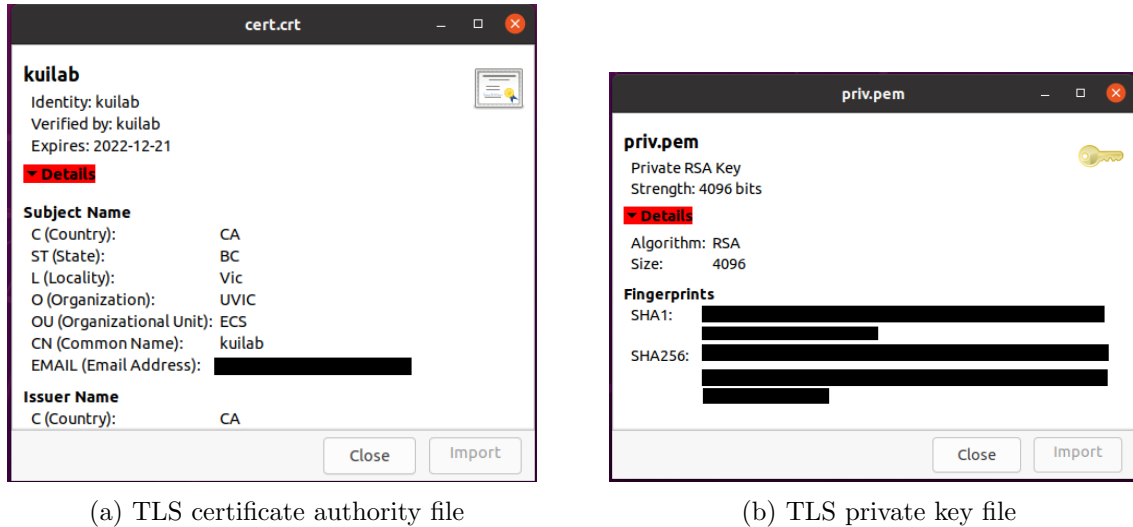 cert.crt
kuilab
Identity: kuilab
Verified by: kuilab
Expires: 2022-12-21
Details
Subject Name
C (Country): CA
ST (State): BC
L (Locality): Vic
O (Organization): UVIC
OU (Organizational Unit): ECS
CN (Common Name): kuilab
EMAIL (Email Address):
Issuer Name
C (Country): CA
Close Import
(a) TLS certificate authority file
priv.pem
priv.pem
Private RSA Key
Strength: 4096 bits
Details
Algorithm: RSA
Size: 4096
Fingerprints
SHA1:
SHA256:
Close Import
(b) TLS private key file